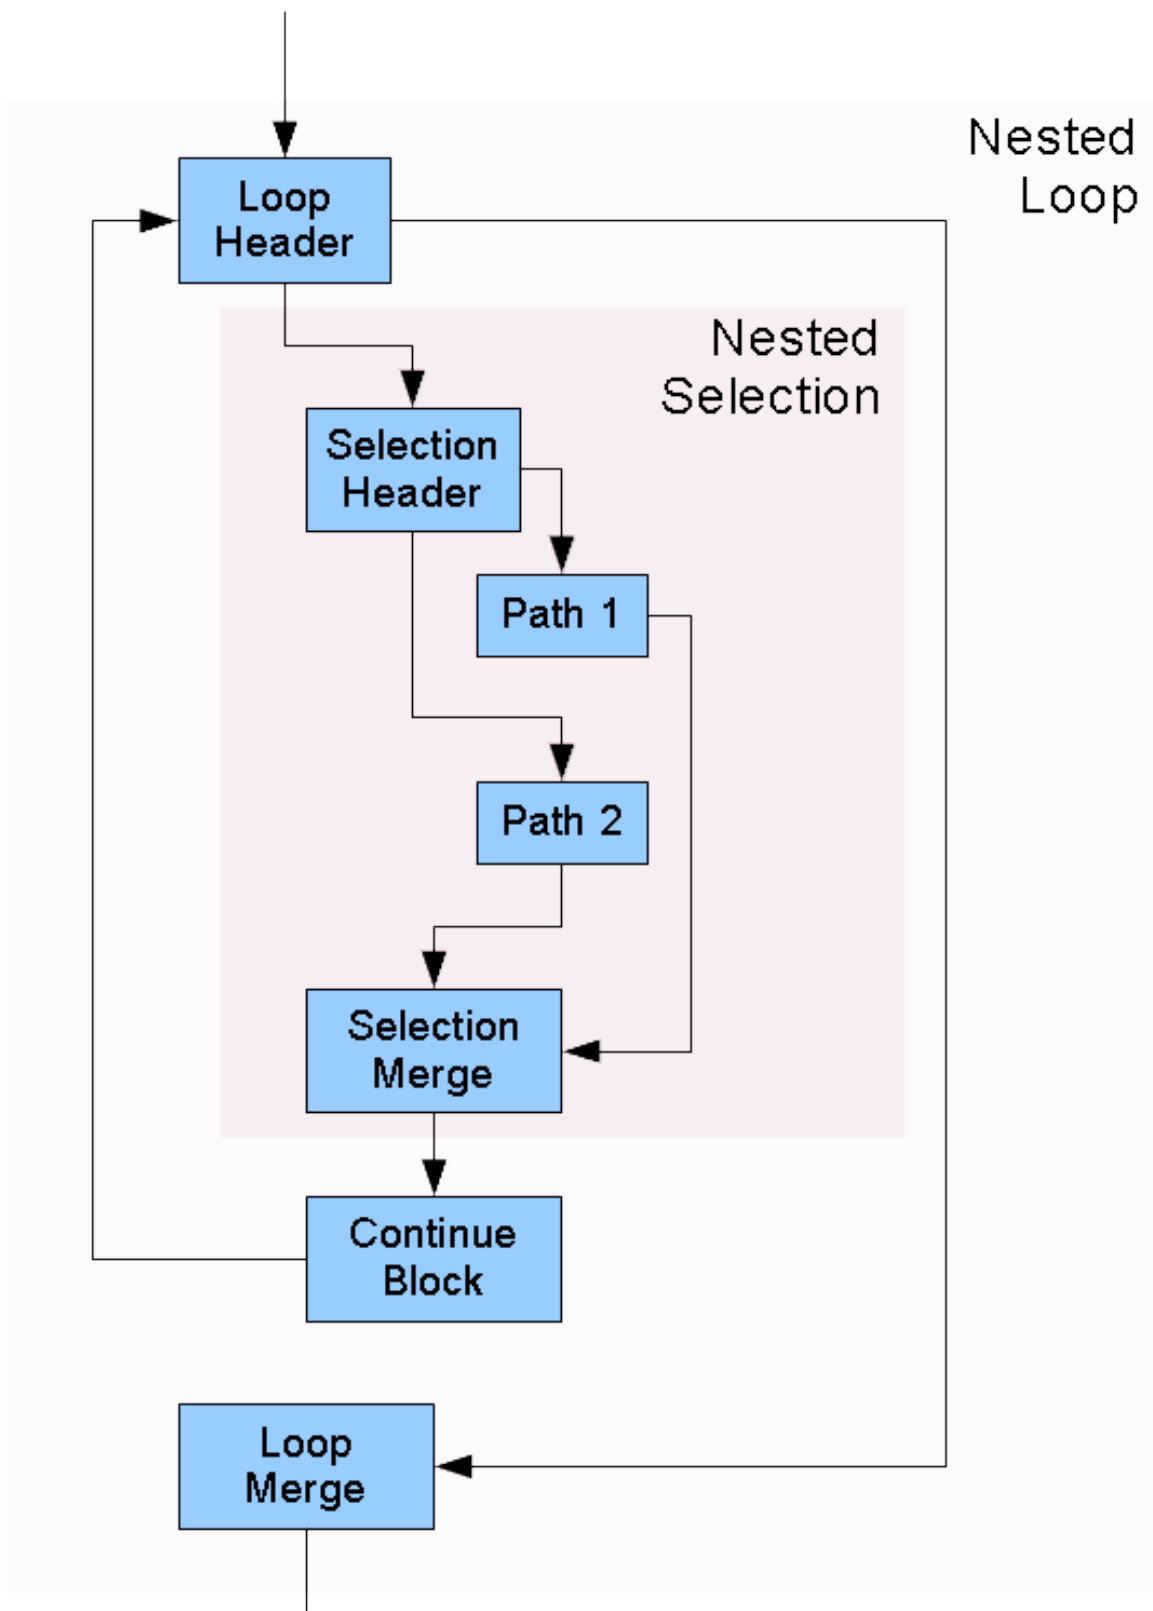 Nested
Loop
Loop
Header
Nested
Selection
Selection
Header
Path 1
Path 2
Selection
Merge
Continue
Block
Loop
Merge